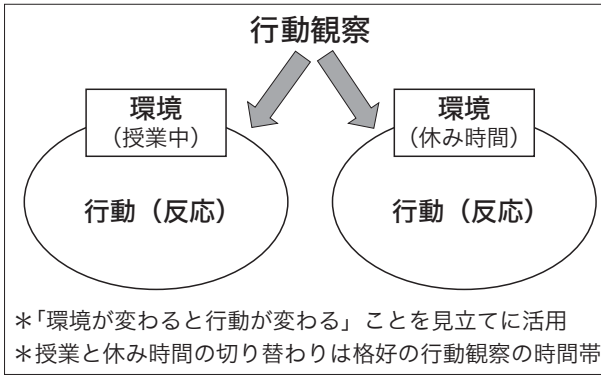 行動観察
環境
(授業中)
環境
(休み時間)
行動(反応)
行動(反応)
*「環境が変わると行動が変わる」ことを見立てに活用
*授業と休み時間の切り替わりは格好の行動観察の時間帯